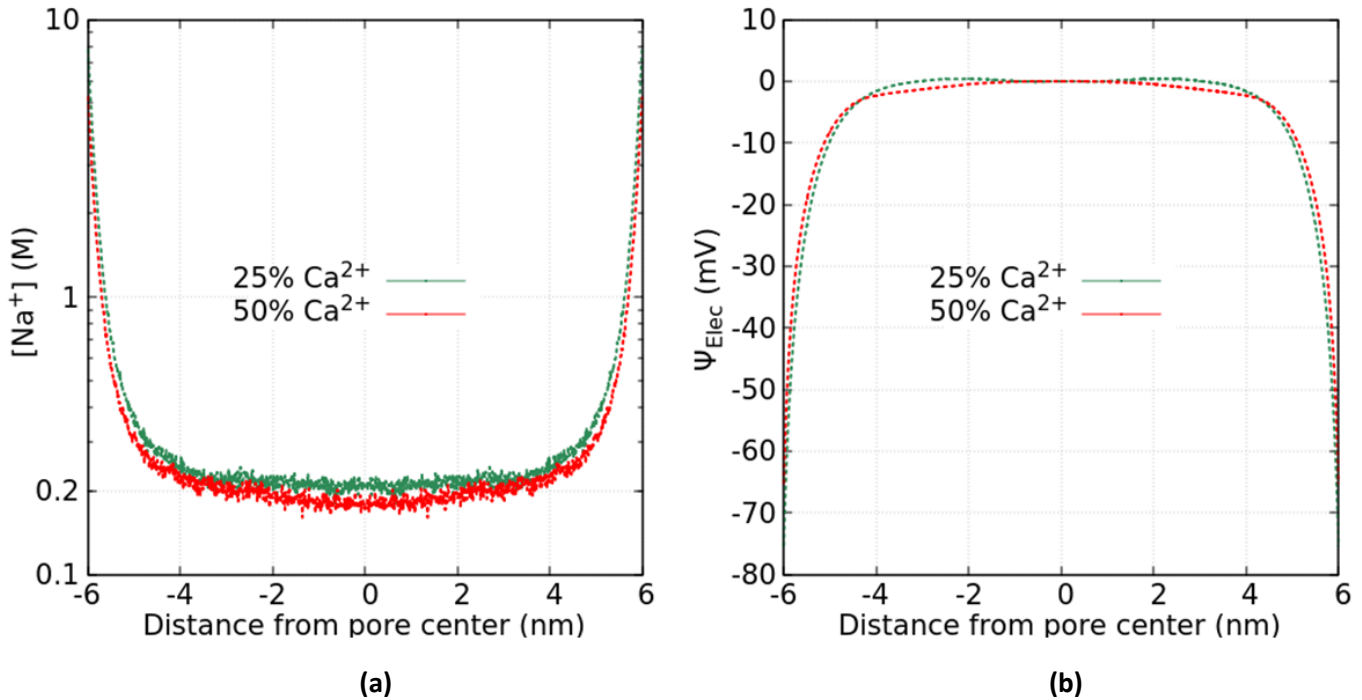 10
1
0.2
0.1
[Na⁺] (M)
25% Ca²⁺
50% Ca²⁺
-6 -4 -2 0 2 4 6
Distance from pore center (nm)
(a)
10
0
-10
-20
-30
-40
-50
-60
-70
-80
Ψ_Elec (mV)
25% Ca²⁺
50% Ca²⁺
-6 -4 -2 0 2 4 6
Distance from pore center (nm)
(b)